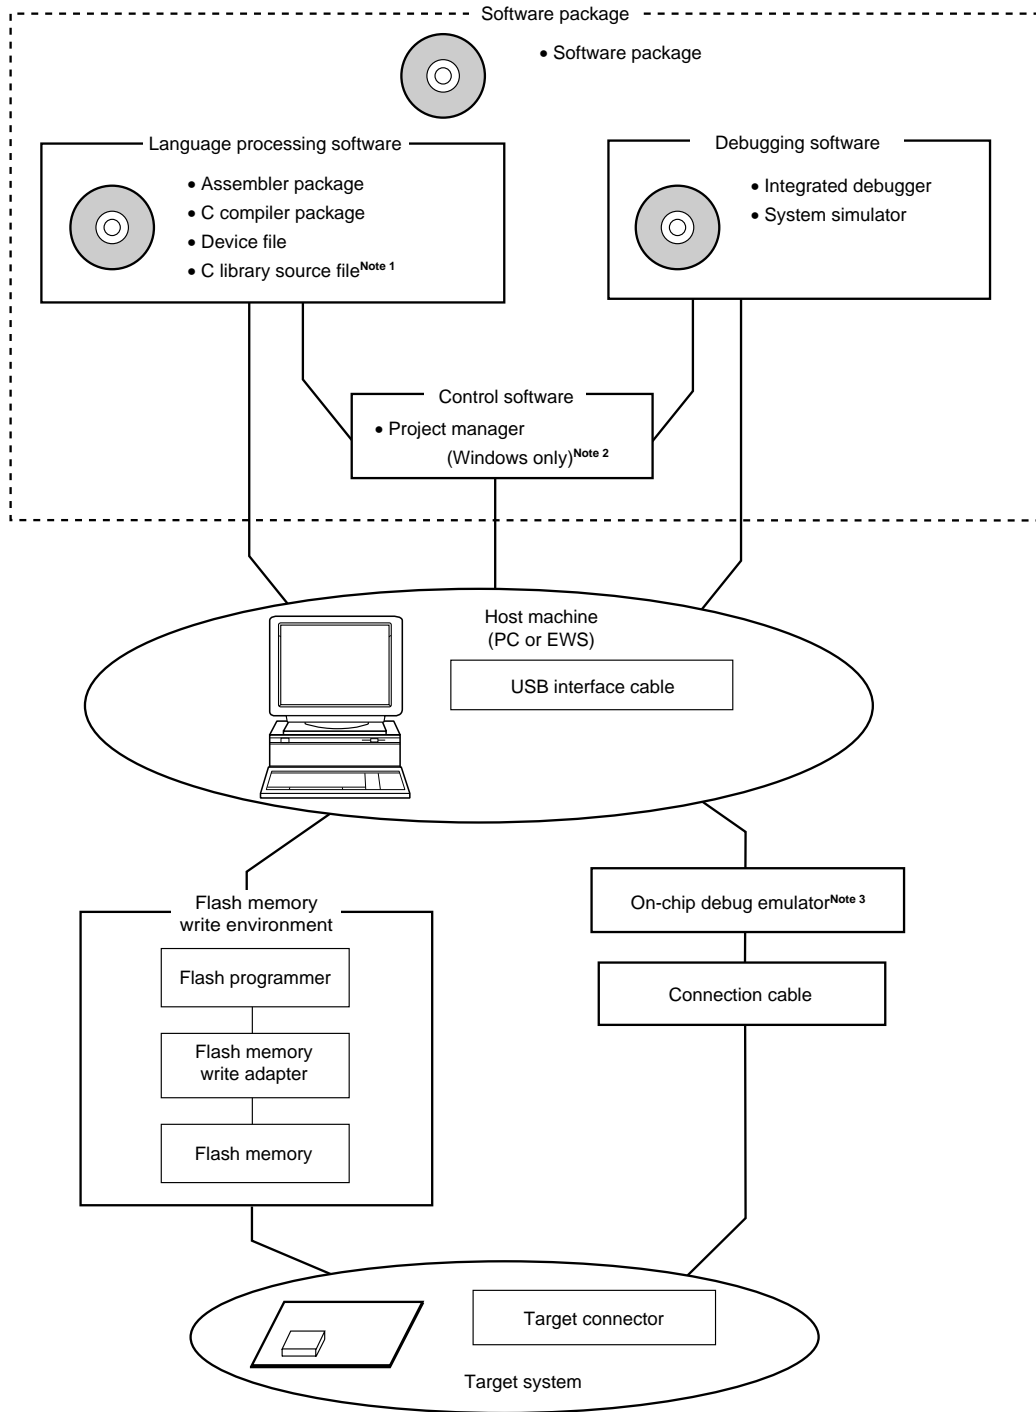 Software package
• Software package
Language processing software
• Assembler package
• C compiler package
• Device file
• C library source fileNote 1
Debugging software
• Integrated debugger
• System simulator
Control software
• Project manager
(Windows only)Note 2
Host machine
(PC or EWS)
USB interface cable
Flash memory
write environment
Flash programmer
Flash memory
write adapter
Flash memory
On-chip debug emulatorNote 3
Connection cable
Target connector
Target system